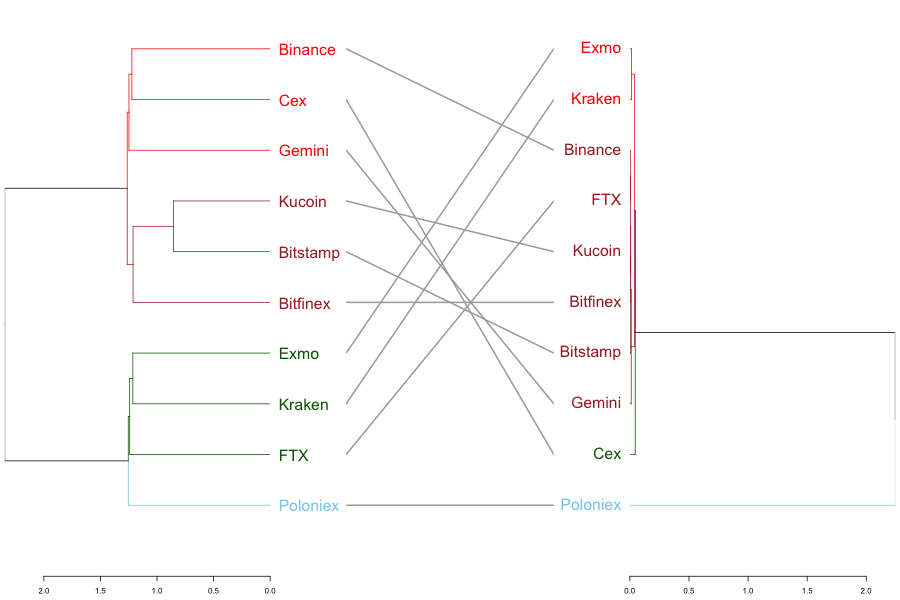 Binance
Cex
Gemini
Kucoin
Bitstamp
Bitfinex
Exmo
Kraken
FTX
Poloniex
2.0 1.5 1.0 0.5 0.0
Exmo
Kraken
Binance
FTX
Kucoin
Bitfinex
Bitstamp
Gemini
Cex
Poloniex
0.0 0.5 1.0 1.5 2.0